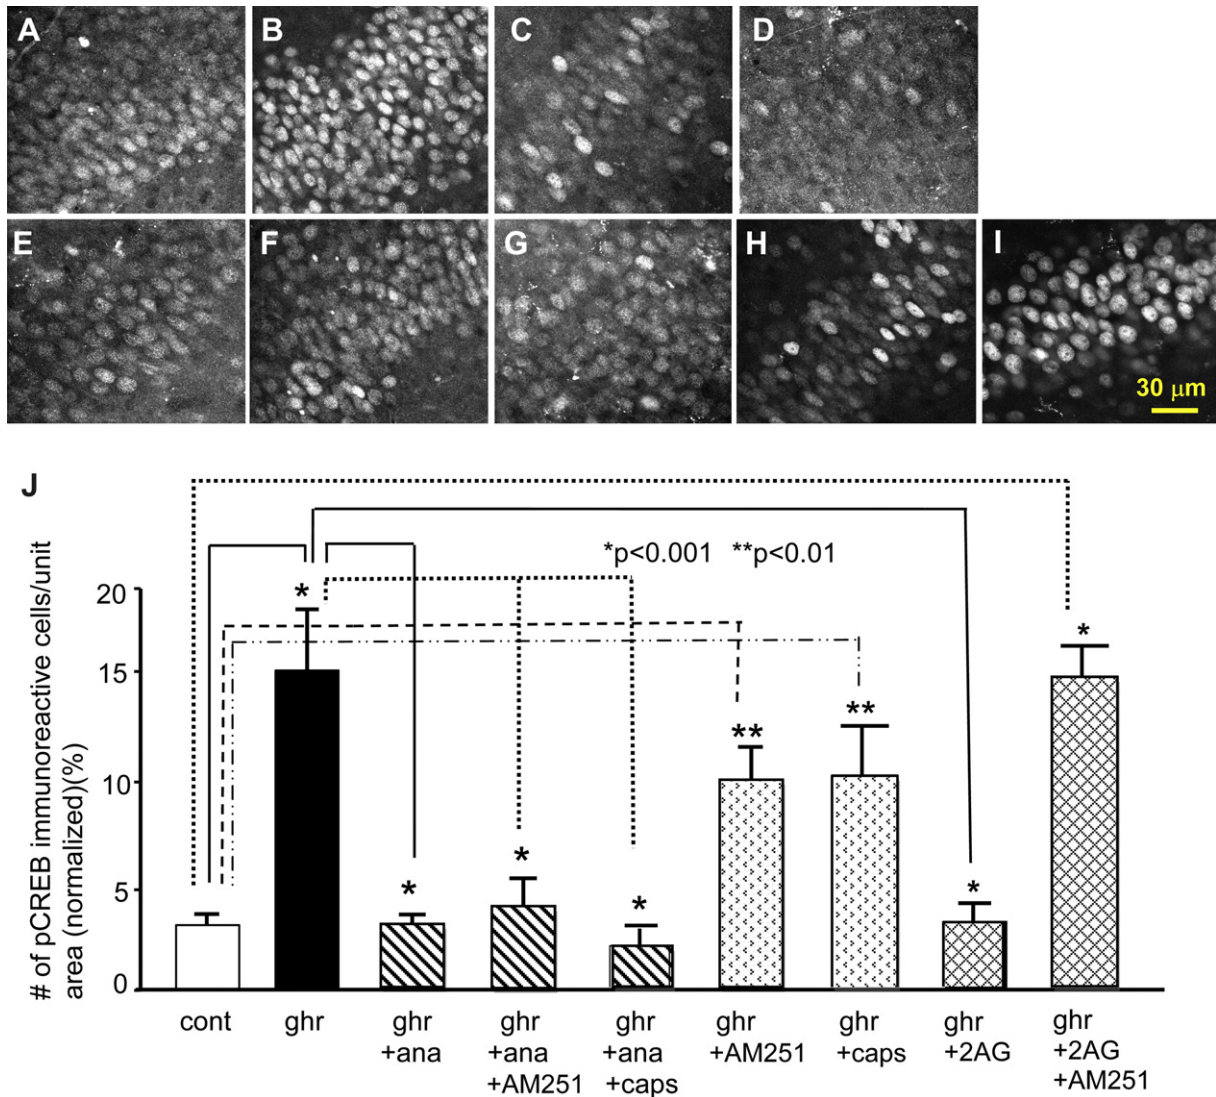 A B C D
E F G H I
30 μm
J
*p<0.001 **p<0.01
# of pCREB immunoreactive cells/unit
area (normalized)(%)
20
15
10
5
0
* * * * ** ** * *
cont ghr ghr ghr ghr ghr ghr ghr ghr
+ana +ana +ana +AM251 +caps +2AG +2AG
+AM251 +caps +AM251